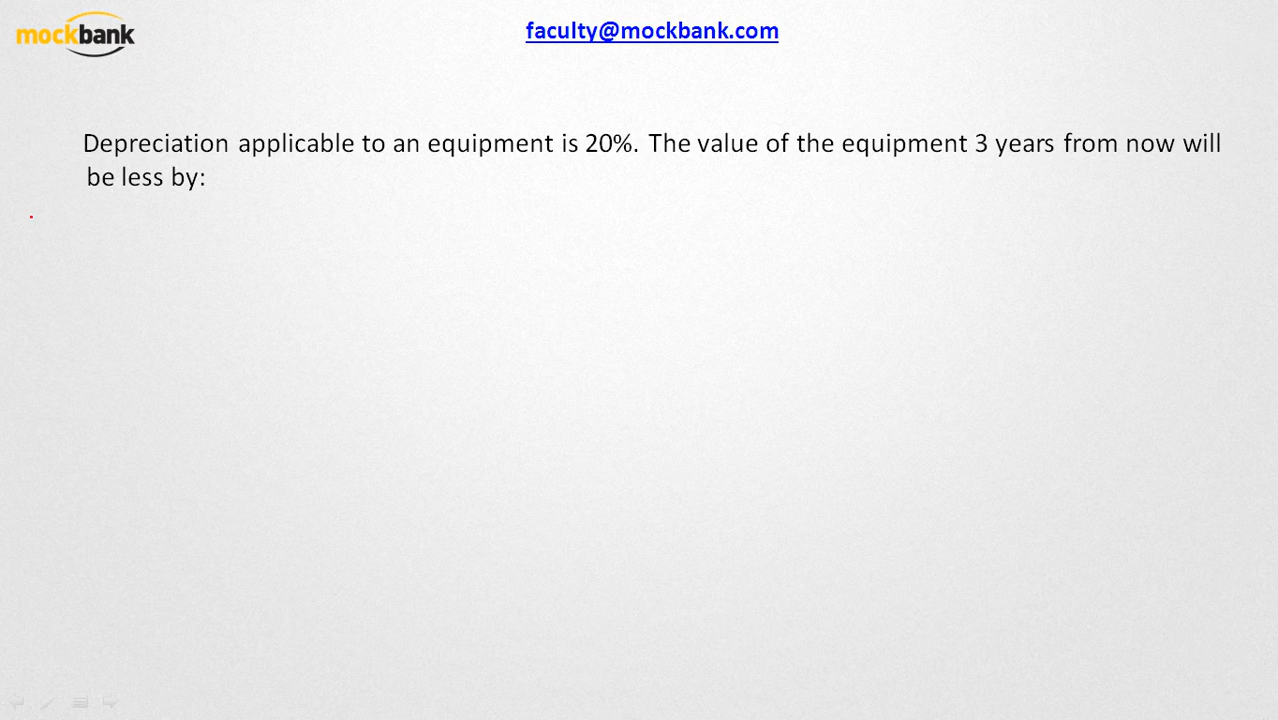 mockbank
faculty@mockbank.com
Depreciation applicable to an equipment is 20%. The value of the equipment 3 years from now will
be less by: